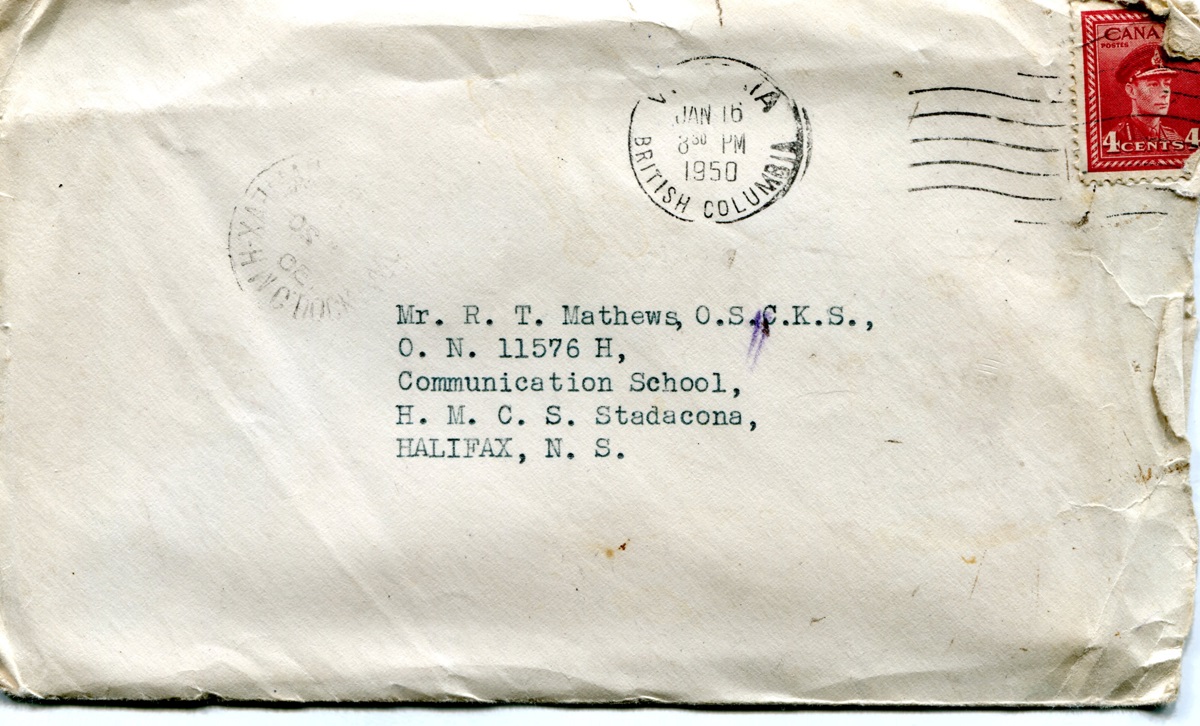 CANA
POSTES
4 CENTS 4
JAN 16
8 30 PM
1950
BRITISH COLUMBIA
Mr. R. T. Mathews, O.S.C.K.S.,
O. N. 11576 H,
Communication School,
H. M. C. S. Stadacona,
HALIFAX, N. S.